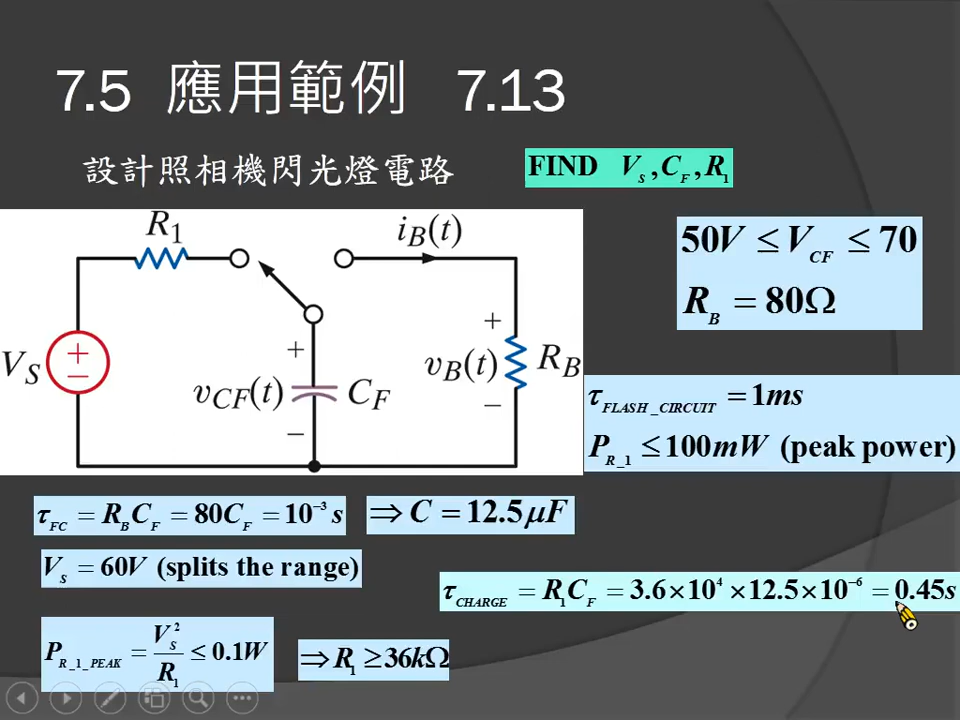 7.5 應用範例 7.13
設計照相機閃光燈電路
FIND V_S, C_F, R_1
R_1
i_B(t)
50V ≤ V_CF ≤ 70
R_B = 80Ω
V_S
+
−
+
v_CF(t)
−
C_F
+
v_B(t)
−
R_B
τ_FLASH_CIRCUIT = 1ms
P_R_1 ≤ 100mW (peak power)
τ_FC = R_B C_F = 80C_F = 10^−3 s
⇒ C = 12.5μF
V_s = 60V (splits the range)
τ_CHARGE = R_1 C_F = 3.6×10^4 ×12.5×10^−6 = 0.45s
P_R_1_PEAK = V_S^2 / R_1 ≤ 0.1W
⇒ R_1 ≥ 36kΩ